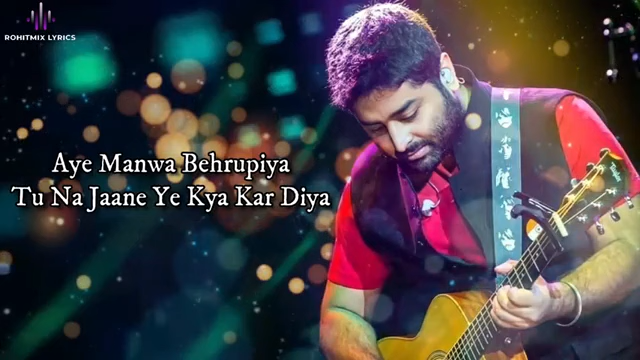 ROHITMIX LYRICS
Aye Manwa Behrupiya
Tu Na Jaane Ye Kya Kar Diya